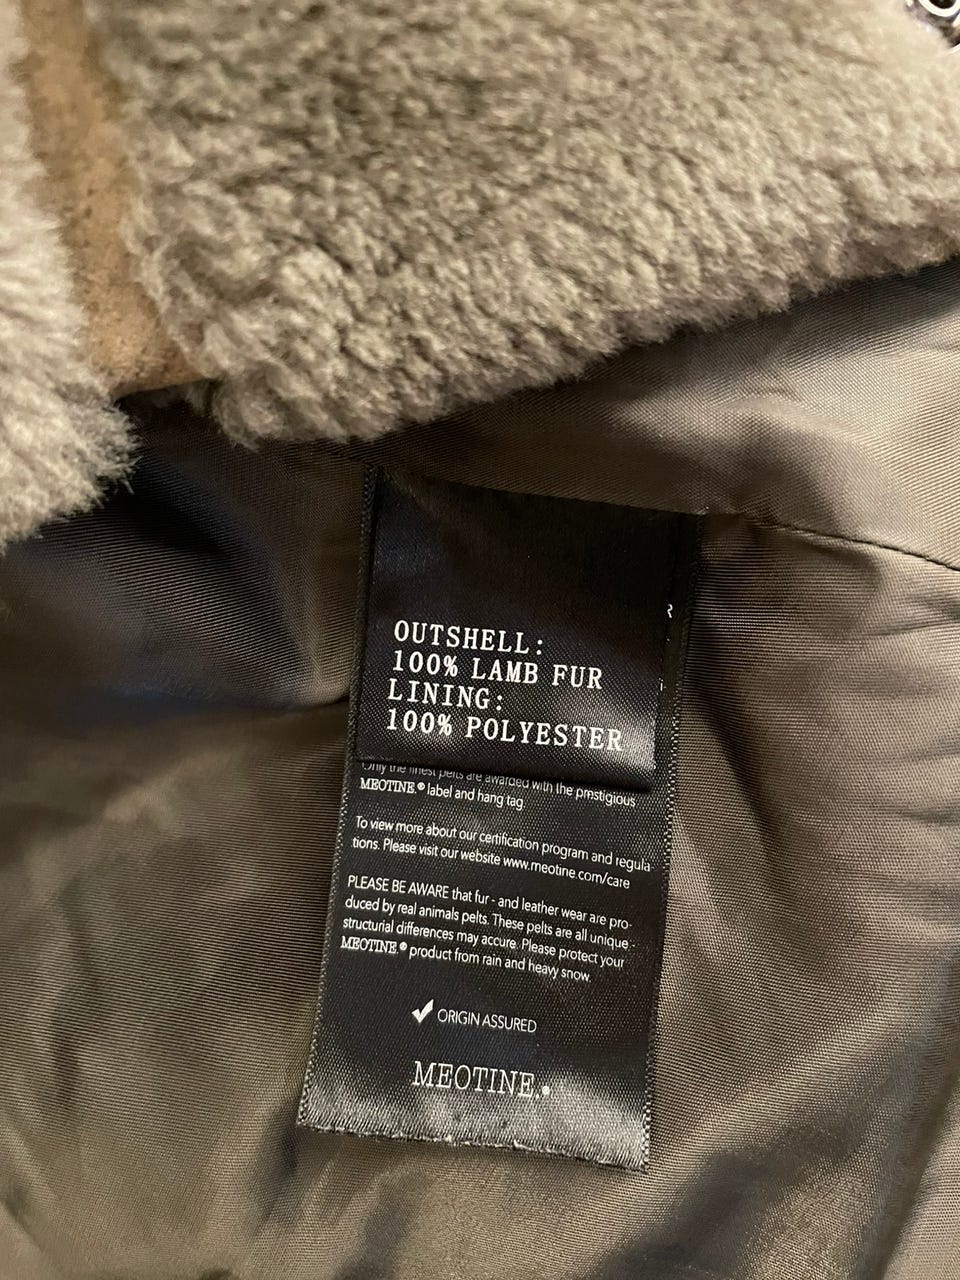 OUTSHELL:
100% LAMB FUR
LINING:
100% POLYESTER
Only the finest pelts are awarded with the prnstigious
MEOTINE.® label and hang tag.
To view more about our certification program and regula-
tions. Please visit our website www.meotine.com/care
PLEASE BE AWARE that fur - and leather wear are pro-
duced by real animals pelts. These pelts are all unique -
structurial differences may accure. Please protect your
MEOTINE.® product from rain and heavy snow.
ORIGIN ASSURED
MEOTINE.®